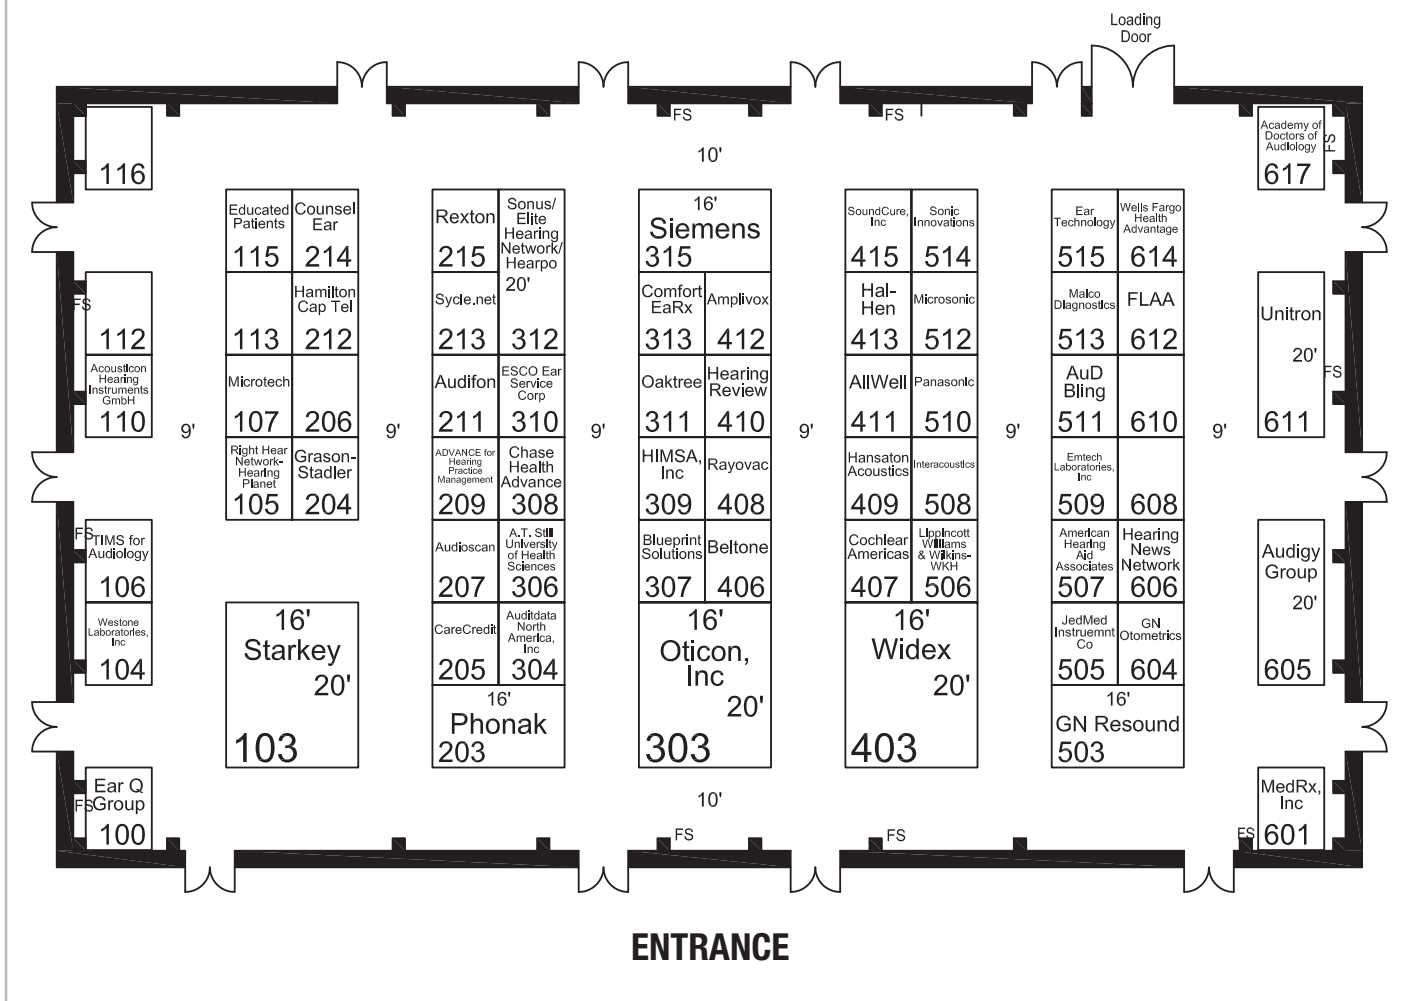 Loading
Door
FS
FS
10'
116
Academy of
Doctors of
Audiology
FS
617
Educated
Patients
115
Counsel
Ear
214
Rexton
215
Sonus/
Elite
Hearing
Network/
Hearpo
20'
312
16'
Siemens
315
SoundCure,
Inc
415
Sonic
Innovations
514
Ear
Technology
515
Wells Fargo
Health
Advantage
614
FS
112
113
Hamilton
Cap Tel
212
Sycle.net
213
Comfort
EaRx
313
Amplivox
412
Hal-
Hen
413
Microsonic
512
Malco
Diagnostics
513
FLAA
612
Unitron
20'
FS
611
Acousticon
Hearing
Instruments
GmbH
110
Microtech
107
206
Audifon
211
ESCO Ear
Service
Corp
310
Oaktree
311
Hearing
Review
410
AllWell
411
Panasonic
510
AuD
Bling
511
610
9'
9'
9'
9'
9'
9'
Right Hear
Network-
Hearing
Planet
105
Grason-
Stadler
204
ADVANCE for
Hearing
Practice
Management
209
Chase
Health
Advance
308
HIMSA,
Inc
309
Rayovac
408
Hansaton
Acoustics
409
Interacoustics
508
Emtech
Laboratories,
Inc
509
608
FS
TIMS for
Audiology
106
Audioscan
207
A.T. Still
University
of Health
Sciences
306
Blueprint
Solutions
307
Beltone
406
Cochlear
Americas
407
Lippincott
Williams
& Wilkins-
WKH
506
American
Hearing
Aid
Associates
507
Hearing
News
Network
606
Audigy
Group
20'
605
Westone
Laboratories,
Inc
104
16'
Starkey
20'
103
CareCredit
205
Auditdata
North
America,
Inc
304
16'
Oticon,
Inc
20'
303
16'
Widex
20'
403
JedMed
Instruemnt
Co
505
GN
Otometrics
604
16'
Phonak
203
16'
GN Resound
503
Ear Q
Group
FS
100
10'
FS
FS
MedRx,
Inc
FS
601
ENTRANCE